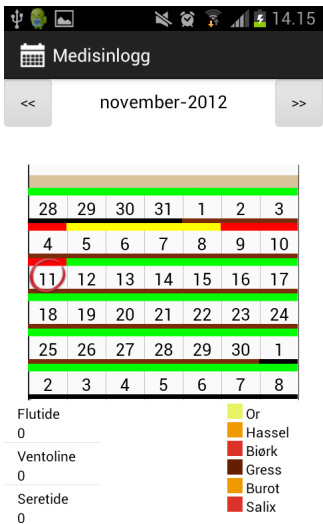 14.15
Medisinlogg
<< november-2012 >>
28 29 30 31 1 2 3
4 5 6 7 8 9 10
11 12 13 14 15 16 17
18 19 20 21 22 23 24
25 26 27 28 29 30 1
2 3 4 5 6 7 8
Flutide
0
Ventoline
0
Seretide
0
Or
Hassel
Biørk
Gress
Burot
Salix